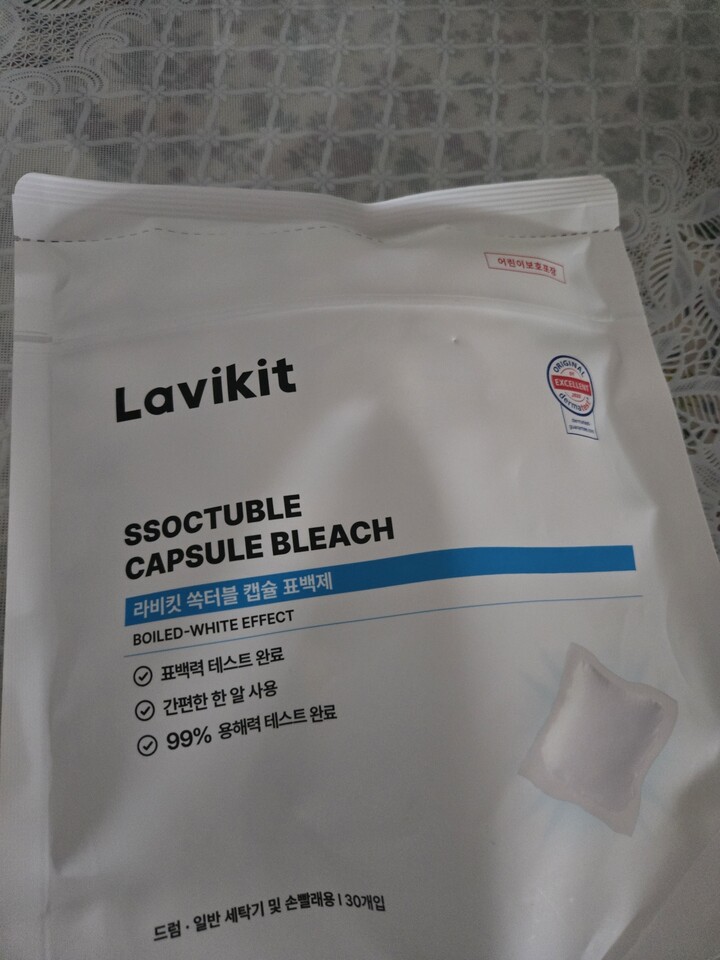 어린이보호포장
Lavikit
ORIGINAL
EXCELLENT
dermatest
SSOCTUBLE
CAPSULE BLEACH
라비킷 쏙터블 캡슐 표백제
BOILED-WHITE EFFECT
표백력 테스트 완료
간편한 한 알 사용
99% 용해력 테스트 완료
드럼 · 일반 세탁기 및 손빨래용 | 30개입